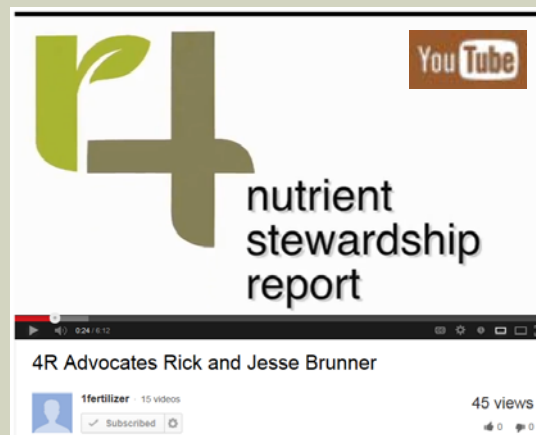 YouTube
r4
nutrient
stewardship
report
0:24 / 6:12
4R Advocates Rick and Jesse Brunner
1fertilizer · 15 videos
Subscribed
45 views
0 0